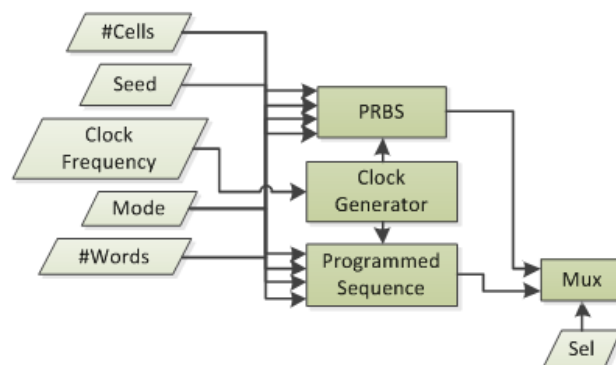 #Cells
Seed
Clock
Frequency
Mode
#Words
PRBS
Clock
Generator
Programmed
Sequence
Mux
Sel